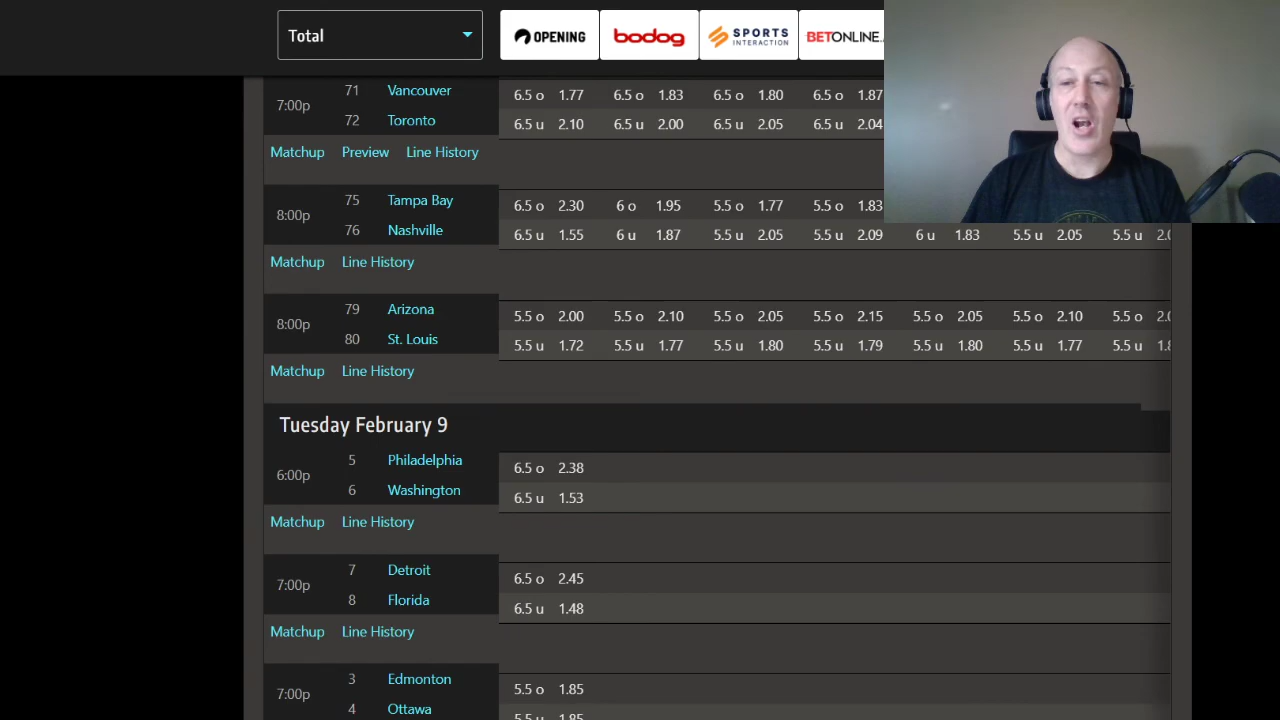 Total OPENING bodog SPORTS INTERACTION BETONLINE.
7:00p 71 Vancouver 6.5 o 1.77 6.5 o 1.83 6.5 o 1.80 6.5 o 1.87
72 Toronto 6.5 u 2.10 6.5 u 2.00 6.5 u 2.05 6.5 u 2.04
Matchup Preview Line History
8:00p 75 Tampa Bay 6.5 o 2.30 6 o 1.95 5.5 o 1.77 5.5 o 1.83
76 Nashville 6.5 u 1.55 6 u 1.87 5.5 u 2.05 5.5 u 2.09 6 u 1.83 5.5 u 2.05 5.5 u
Matchup Line History
8:00p 79 Arizona 5.5 o 2.00 5.5 o 2.10 5.5 o 2.05 5.5 o 2.15 5.5 o 2.05 5.5 o 2.10 5.5 o
80 St. Louis 5.5 u 1.72 5.5 u 1.77 5.5 u 1.80 5.5 u 1.79 5.5 u 1.80 5.5 u 1.77 5.5 u
Matchup Line History
Tuesday February 9
6:00p 5 Philadelphia 6.5 o 2.38
6 Washington 6.5 u 1.53
Matchup Line History
7:00p 7 Detroit 6.5 o 2.45
8 Florida 6.5 u 1.48
Matchup Line History
7:00p 3 Edmonton 5.5 o 1.85
4 Ottawa 5.5 u 1.85